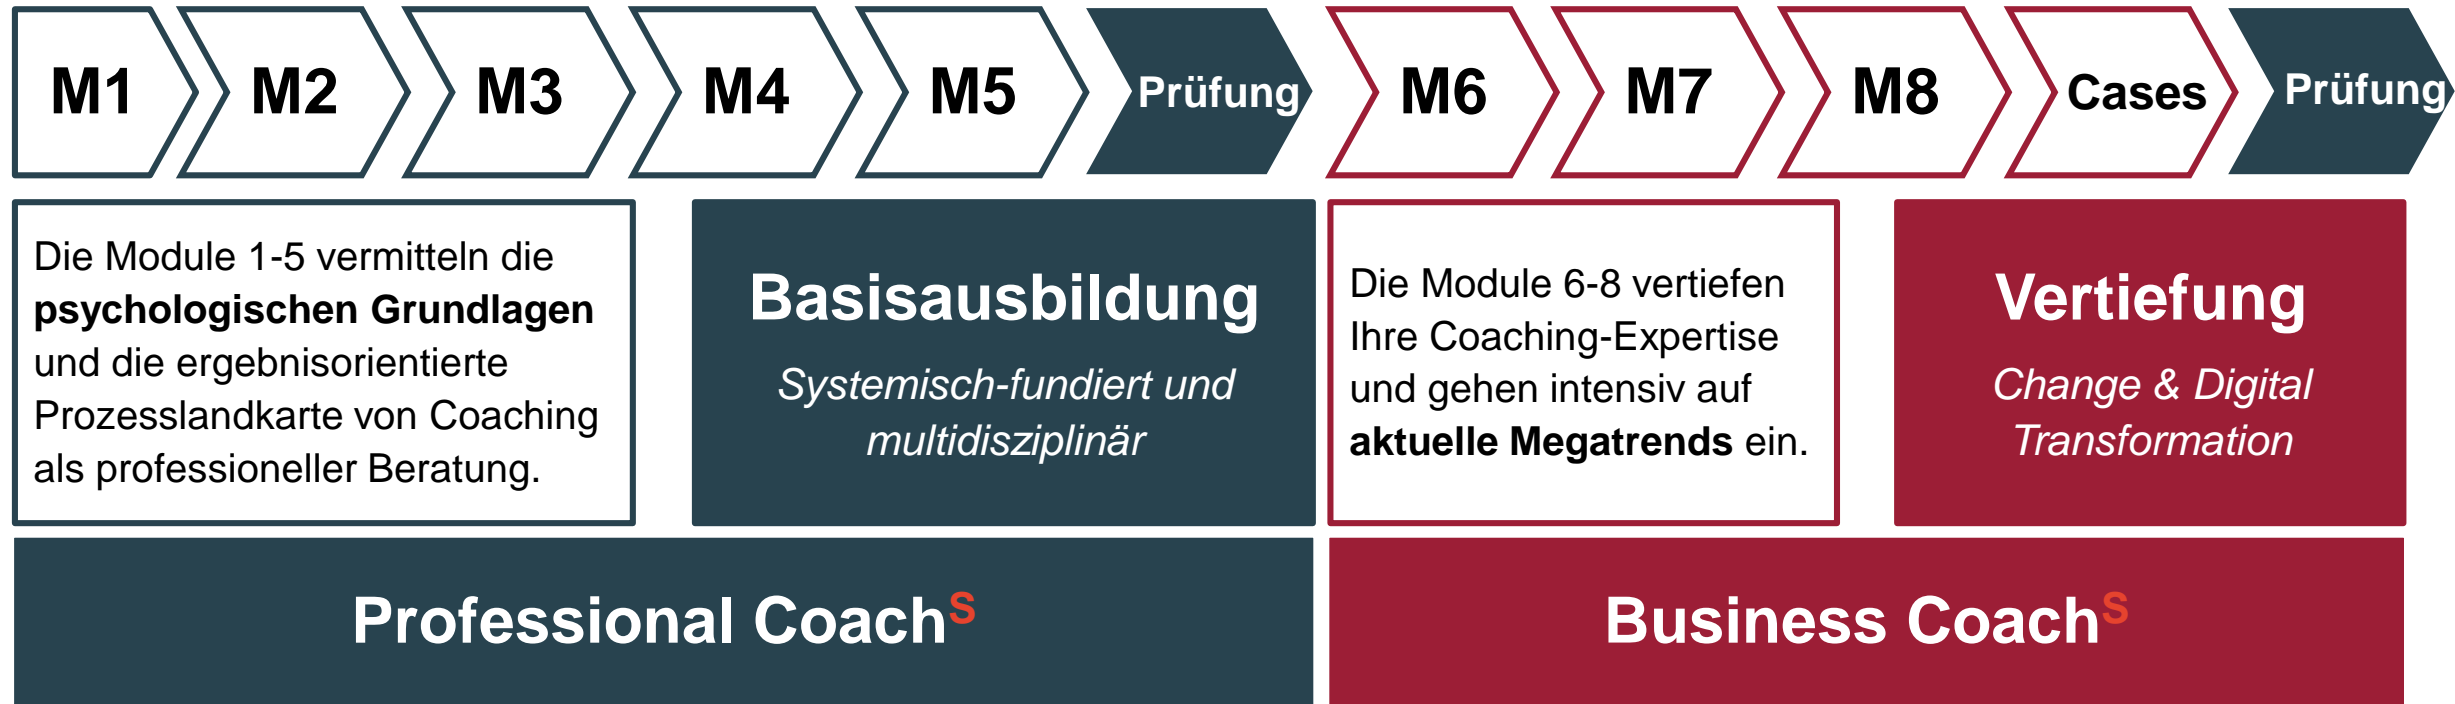 M1 M2 M3 M4 M5 Prüfung M6 M7 M8 Cases Prüfung
Die Module 1-5 vermitteln die
psychologischen Grundlagen
und die ergebnisorientierte
Prozesslandkarte von Coaching
als professioneller Beratung.
Basisausbildung
Systemisch-fundiert und
multidisziplinär
Die Module 6-8 vertiefen
Ihre Coaching-Expertise
und gehen intensiv auf
aktuelle Megatrends ein.
Vertiefung
Change & Digital
Transformation
Professional CoachS
Business CoachS